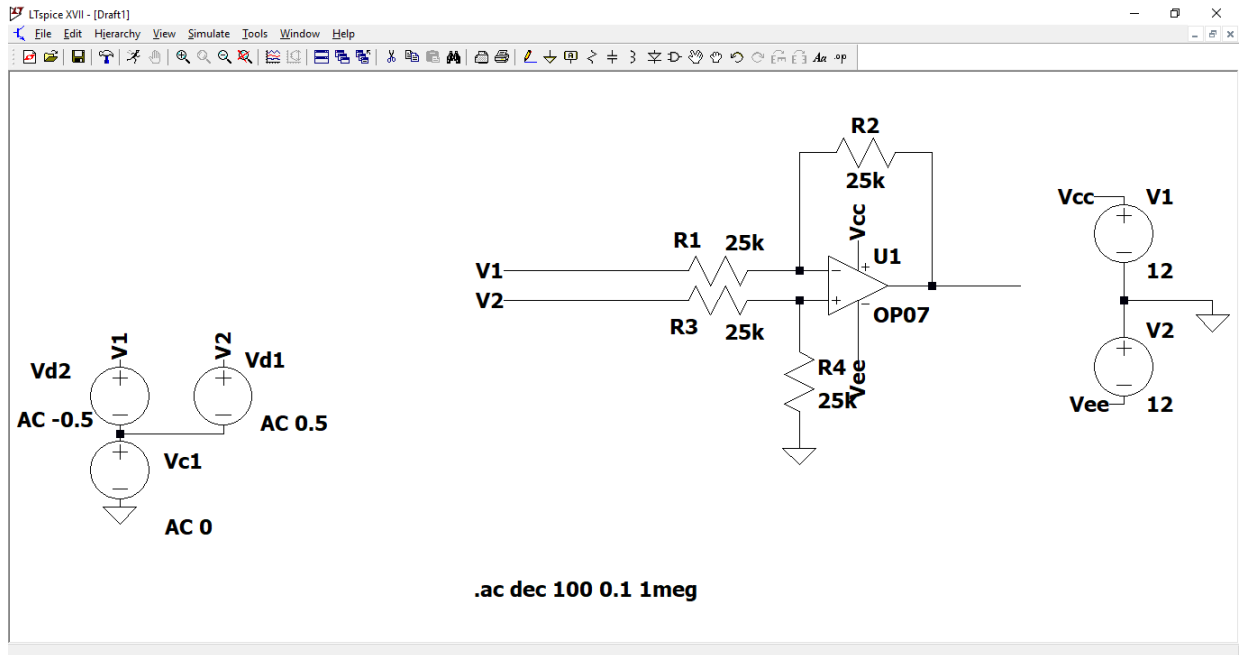 LTspice XVII - [Draft1]
File Edit Hierarchy View Simulate Tools Window Help
Aa .op
R2
25k
Vcc
R1 25k
U1
V1
V2
R3 25k
OP07
R4
25k
Vee
Vcc
V1
12
V2
Vee
12
V1
V2
Vd2
Vd1
AC -0.5
AC 0.5
Vc1
AC 0
.ac dec 100 0.1 1meg